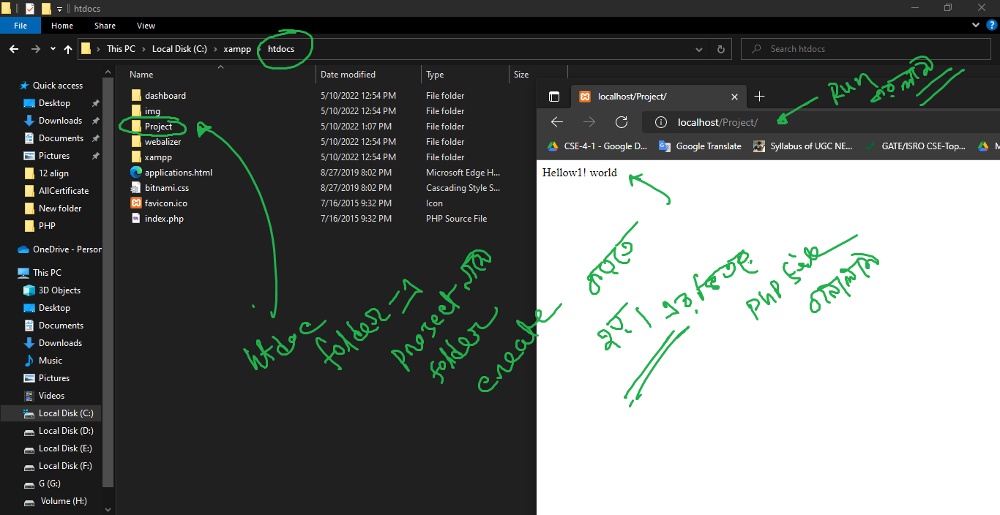 htdocs
File Home Share View
This PC > Local Disk (C:) > xampp > htdocs
Search htdocs
Quick access
Desktop
Downloads
Documents
Pictures
12 align
AllCertificate
New folder
PHP
OneDrive - Person
This PC
3D Objects
Desktop
Documents
Downloads
Music
Pictures
Videos
Local Disk (C:)
Local Disk (D:)
Local Disk (E:)
Local Disk (F:)
G (G:)
Volume (H:)
Name Date modified Type Size
dashboard 5/10/2022 12:54 PM File folder
img 5/10/2022 12:54 PM File folder
Project 5/10/2022 1:07 PM File folder
webalizer 5/10/2022 12:54 PM File folder
xampp 5/10/2022 12:54 PM File folder
applications.html 8/27/2019 8:02 PM Microsoft Edge H...
bitnami.css 8/27/2019 8:02 PM Cascading Style S...
favicon.ico 7/16/2015 9:32 PM Icon
index.php 7/16/2015 9:32 PM PHP Source File
localhost/Project/
localhost/Project/
CSE-4-1 - Google D...
Google Translate
Syllabus of UGC NE...
GATE/ISRO CSE-Top...
M
Hellow1! world
Run
htdoc
folder
project
folder
create
PHP